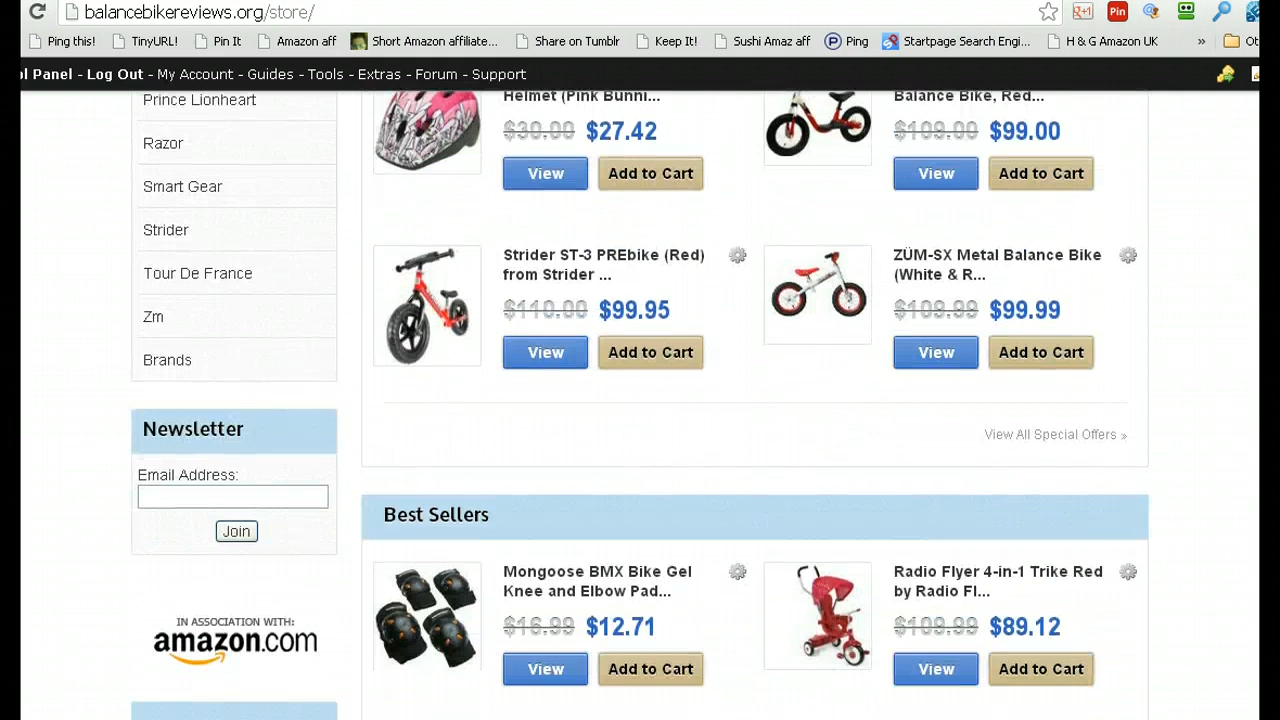 balancebikereviews.org/store/
g+1 Pin
Ping this! TinyURL! Pin It Amazon aff Short Amazon affiliate... Share on Tumblr Keep It! Sushi Amaz aff Ping Startpage Search Engi... H & G Amazon UK » Ot
ol Panel - Log Out - My Account - Guides - Tools - Extras - Forum - Support
Prince Lionheart
Razor
Smart Gear
Strider
Tour De France
Zm
Brands
Newsletter
Email Address:
Join
IN ASSOCIATION WITH:
amazon.com
Helmet (Pink Bunni...
$30.00 $27.42
View Add to Cart
Balance Bike, Red...
$109.00 $99.00
View Add to Cart
Strider ST-3 PREbike (Red)
from Strider ...
$110.00 $99.95
View Add to Cart
ZÜM-SX Metal Balance Bike
(White & R...
$109.99 $99.99
View Add to Cart
View All Special Offers »
Best Sellers
Mongoose BMX Bike Gel
Knee and Elbow Pad...
$16.99 $12.71
View Add to Cart
Radio Flyer 4-in-1 Trike Red
by Radio Fl...
$109.99 $89.12
View Add to Cart